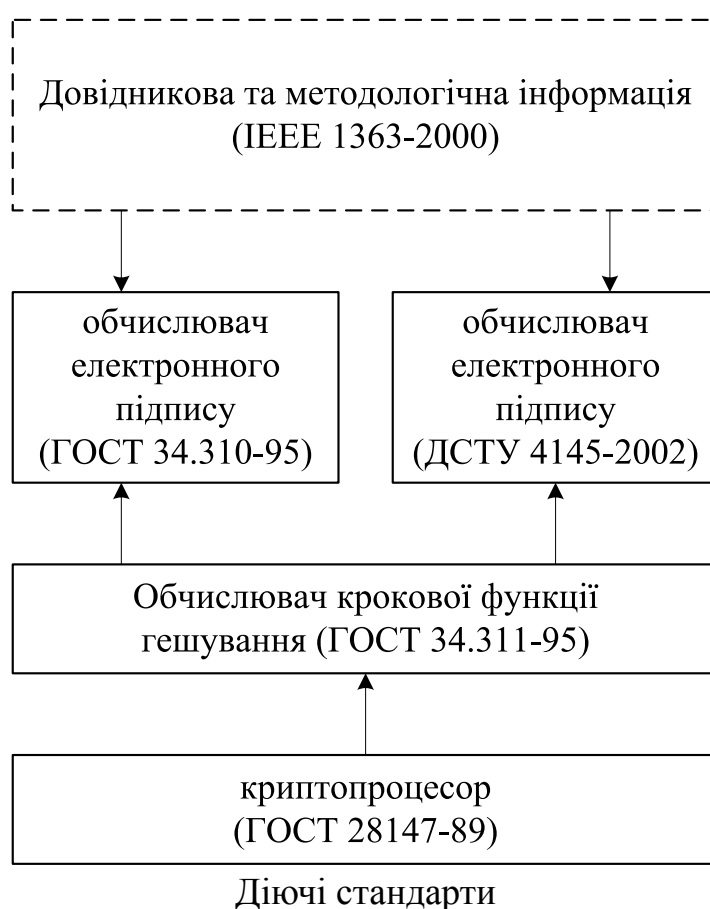 Довідникова та методологічна інформація
(IEEE 1363-2000)
обчислювач
електронного
підпису
(ГОСТ 34.310-95)
обчислювач
електронного
підпису
(ДСТУ 4145-2002)
Обчислювач крокової функції
гешування (ГОСТ 34.311-95)
криптопроцесор
(ГОСТ 28147-89)
Діючі стандарти